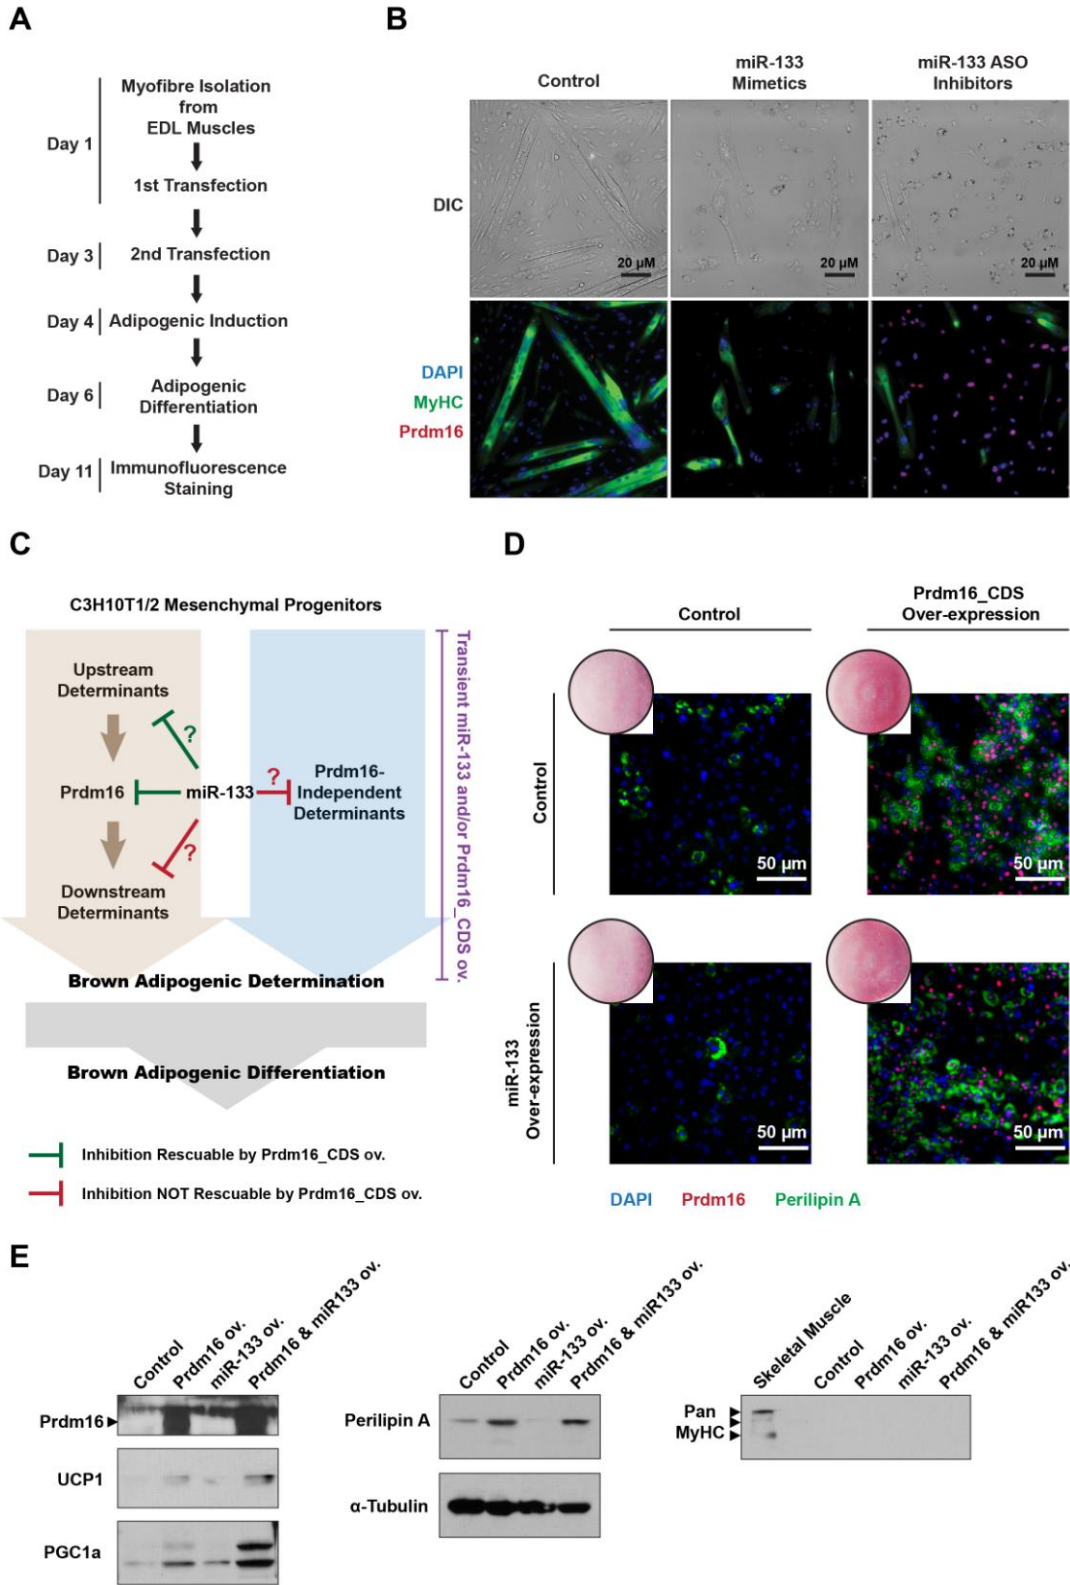 A
Day 1
Myofibre Isolation
from
EDL Muscles
1st Transfection
Day 3
2nd Transfection
Day 4
Adipogenic Induction
Day 6
Adipogenic
Differentiation
Day 11
Immunofluorescence
Staining
B
Control
miR-133
Mimetics
miR-133 ASO
Inhibitors
DIC
20 µM
20 µM
20 µM
DAPI
MyHC
Prdm16
C
C3H10T1/2 Mesenchymal Progenitors
Upstream
Determinants
?
Prdm16
miR-133
?
Prdm16-
Independent
Determinants
?
Downstream
Determinants
Transient miR-133 and/or Prdm16_CDS ov.
Brown Adipogenic Determination
Brown Adipogenic Differentiation
Inhibition Rescuable by Prdm16_CDS ov.
Inhibition NOT Rescuable by Prdm16_CDS ov.
D
Control
Prdm16_CDS
Over-expression
Control
50 µm
50 µm
miR-133
Over-expression
50 µm
50 µm
DAPI
Prdm16
Perilipin A
E
Control
Prdm16 ov.
miR-133 ov.
Prdm16 & miR133 ov.
Prdm16
UCP1
PGC1a
Control
Prdm16 ov.
miR-133 ov.
Prdm16 & miR133 ov.
Perilipin A
α-Tubulin
Skeletal Muscle
Control
Prdm16 ov.
miR-133 ov.
Prdm16 & miR133 ov.
Pan
MyHC